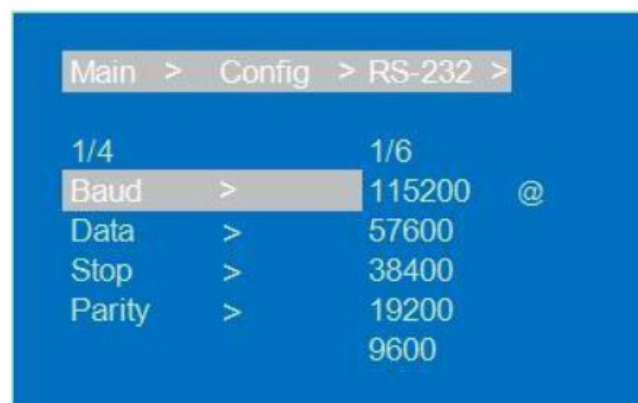 Main > Config > RS-232 >
1/4 1/6
Baud > 115200 @
Data > 57600
Stop > 38400
Parity > 19200
9600